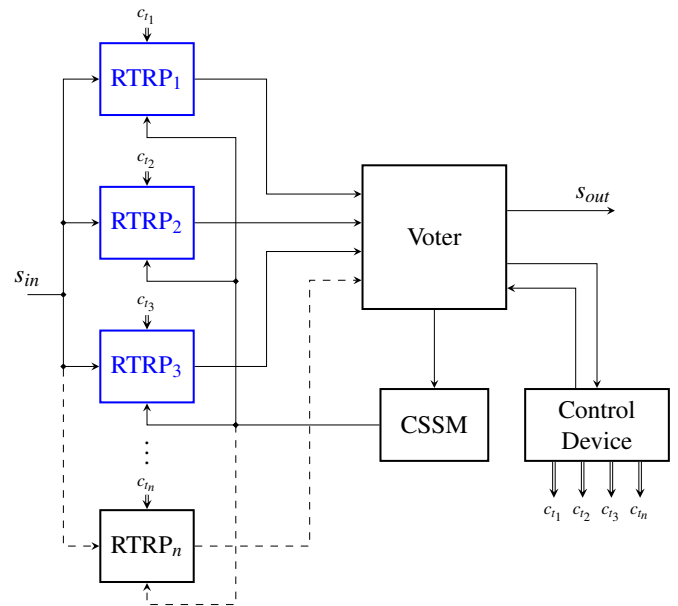 c_{t_1}
RTRP_1
c_{t_2}
RTRP_2
Voter
s_{out}
s_{in}
c_{t_3}
RTRP_3
CSSM
Control
Device
⋮
c_{t_n}
RTRP_n
c_{t_1} c_{t_2} c_{t_3} c_{t_n}